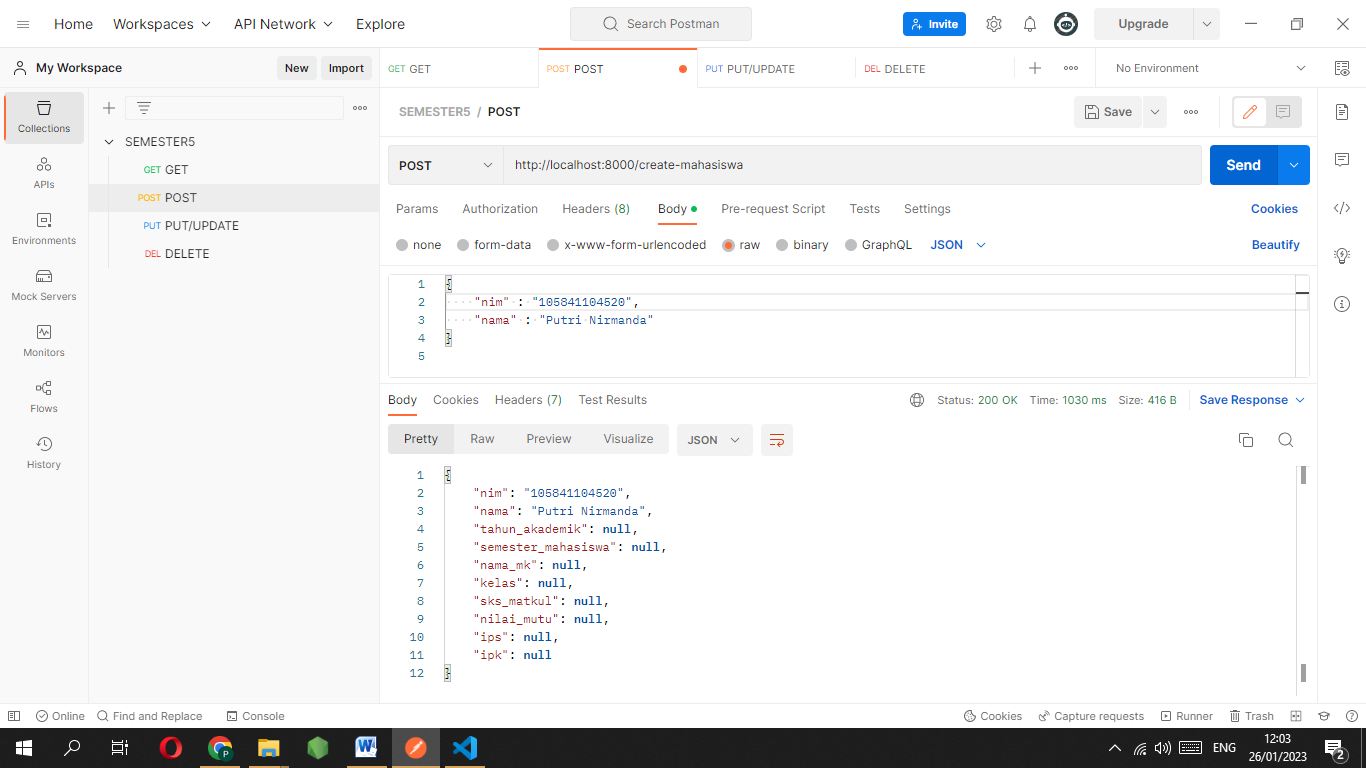 Home Workspaces API Network Explore Search Postman Invite Upgrade
My Workspace New Import GET GET POST POST PUT PUT/UPDATE DEL DELETE No Environment
Collections
APIs
Environments
Mock Servers
Monitors
Flows
History
SEMESTER5
GET GET
POST POST
PUT PUT/UPDATE
DEL DELETE
SEMESTER5 / POST Save
POST http://localhost:8000/create-mahasiswa Send
Params Authorization Headers (8) Body Pre-request Script Tests Settings Cookies
none form-data x-www-form-urlencoded raw binary GraphQL JSON Beautify
1 {
2 "nim" : "105841104520",
3 "nama" : "Putri Nirmanda"
4 }
5
Body Cookies Headers (7) Test Results Status: 200 OK Time: 1030 ms Size: 416 B Save Response
Pretty Raw Preview Visualize JSON
1 {
2 "nim": "105841104520",
3 "nama": "Putri Nirmanda",
4 "tahun_akademik": null,
5 "semester_mahasiswa": null,
6 "nama_mk": null,
7 "kelas": null,
8 "sks_matkul": null,
9 "nilai_mutu": null,
10 "ips": null,
11 "ipk": null
12 }
Online Find and Replace Console Cookies Capture requests Runner Trash
P W ENG 12:03
26/01/2023 2